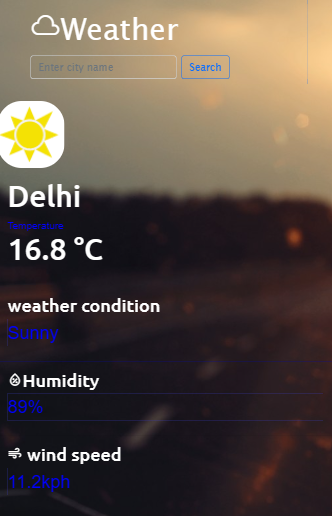 Weather
Enter city name Search
Delhi
Temperature
16.8 °C
weather condition
Sunny
Humidity
89%
wind speed
11.2kph